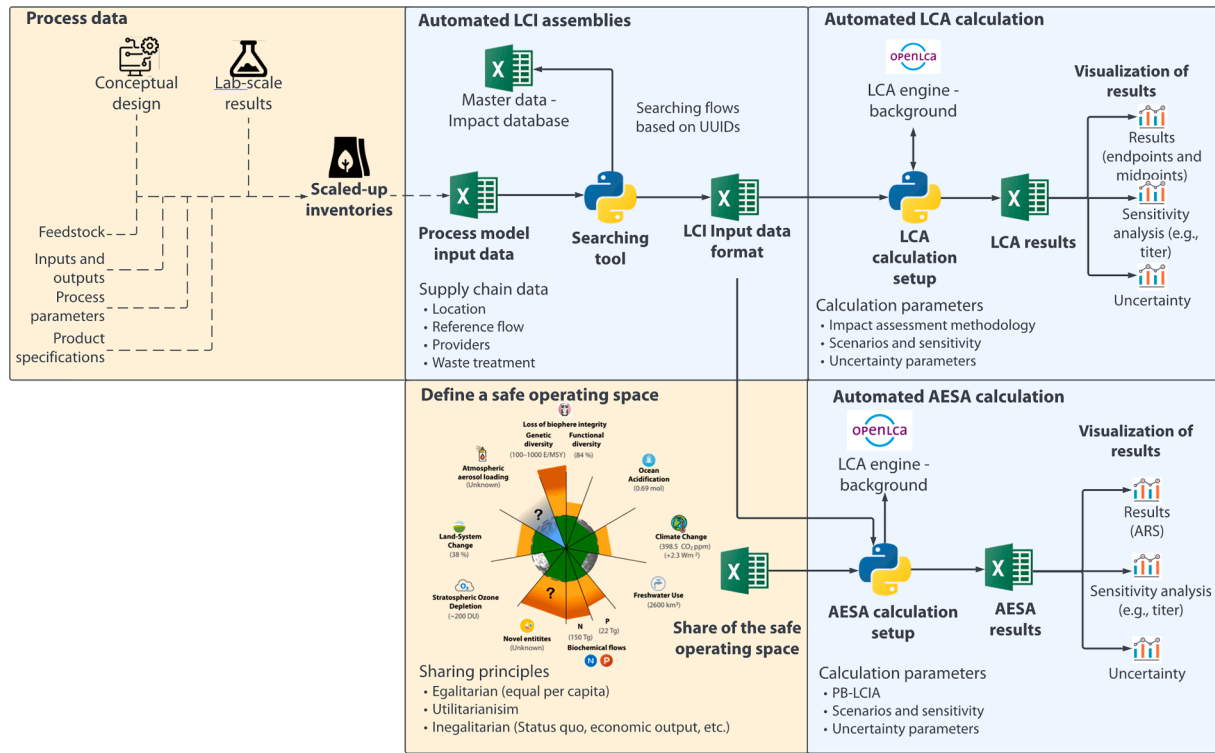 Process data
Conceptual
design
Lab-scale
results
Scaled-up
inventories
Feedstock
Inputs and
outputs
Process
parameters
Product
specifications
Automated LCI assemblies
X
Master data -
Impact database
Searching flows
based on UUIDs
X
Process model
input data
Searching
tool
X
LCI Input data
format
Supply chain data
• Location
• Reference flow
• Providers
• Waste treatment
Automated LCA calculation
openLca
LCA engine -
background
LCA
calculation
setup
X
LCA results
Visualization of
results
Results
(endpoints and
midpoints)
Sensitivity
analysis (e.g.,
titer)
Uncertainty
Calculation parameters
• Impact assessment methodology
• Scenarios and sensitivity
• Uncertainty parameters
Define a safe operating space
Loss of biophere integrity
Genetic
diversity
(100–1000 E/MSY)
Functional
diversity
(84 %)
Atmospheric
aerosol loading
(Unknown)
Ocean
Acidification
(0.69 mol)
?
Land-System
Change
(38 %)
Climate Change
(398.5 CO₂ ppm)
(+2.3 Wm⁻²)
O₃
Stratospheric Ozone
Depletion
(~200 DU)
Freshwater Use
(2600 km³)
?
Novel entitites
(Unknown)
N
(150 Tg)
P
(22 Tg)
Biochemical flows
N P
X
Share of the safe
operating space
Sharing principles
• Egalitarian (equal per capita)
• Utilitarianisim
• Inegalitarian (Status quo, economic output, etc.)
Automated AESA calculation
openLca
LCA engine -
background
AESA calculation
setup
X
AESA
results
Visualization of
results
Results
(ARS)
Sensitivity analysis
(e.g., titer)
Uncertainty
Calculation parameters
• PB-LCIA
• Scenarios and sensitivity
• Uncertainty parameters